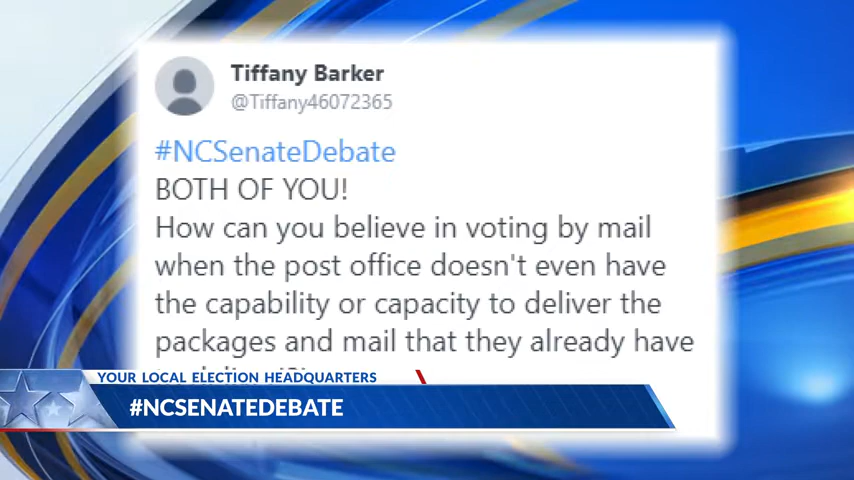 Tiffany Barker
@Tiffany46072365
#NCSenateDebate
BOTH OF YOU!
How can you believe in voting by mail
when the post office doesn't even have
the capability or capacity to deliver the
packages and mail that they already have
YOUR LOCAL ELECTION HEADQUARTERS
#NCSENATEDEBATE